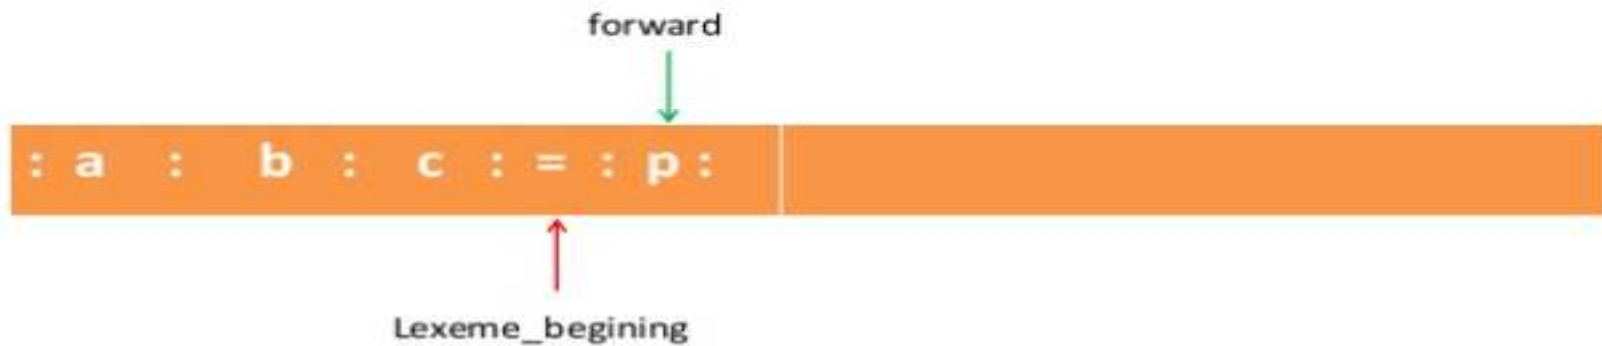 forward
: a : b : c : = : p :
Lexeme_begining